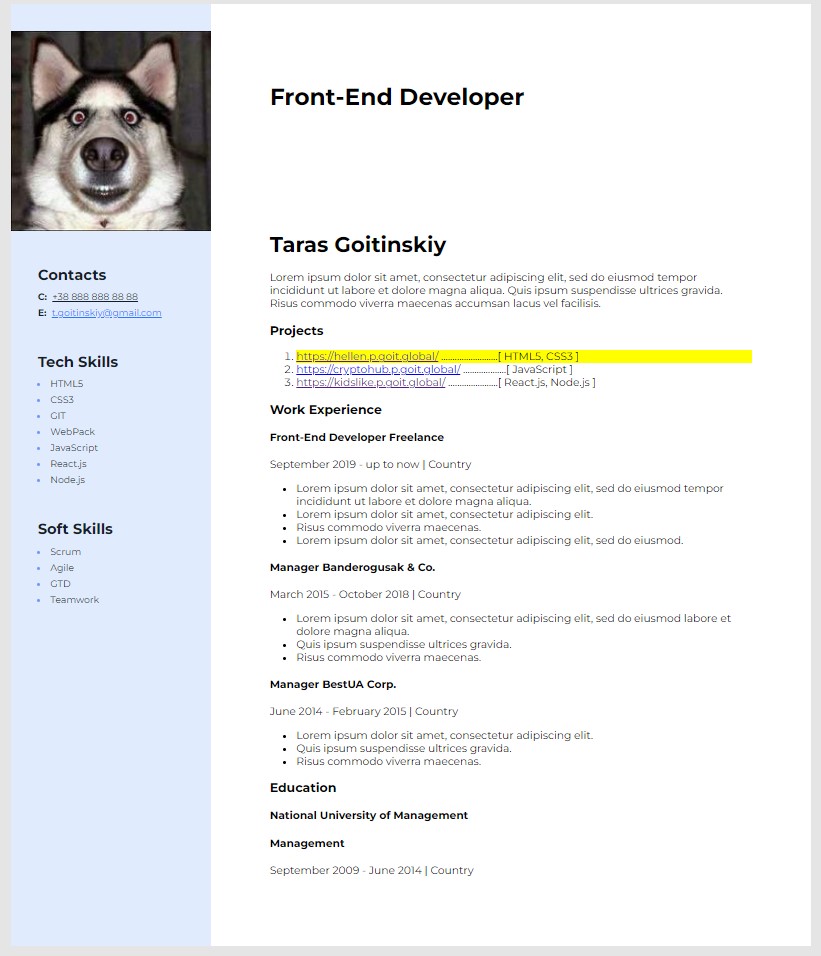 Front-End Developer
Contacts
C: +38 888 888 88 88
E: t.goitinskiy@gmail.com
Tech Skills
HTML5
CSS3
GIT
WebPack
JavaScript
React.js
Node.js
Soft Skills
Scrum
Agile
GTD
Teamwork
Taras Goitinskiy
Lorem ipsum dolor sit amet, consectetur adipiscing elit, sed do eiusmod tempor
incididunt ut labore et dolore magna aliqua. Quis ipsum suspendisse ultrices gravida.
Risus commodo viverra maecenas accumsan lacus vel facilisis.
Projects
1. https://hellen.p.goit.global/ ........................[ HTML5, CSS3 ]
2. https://cryptohub.p.goit.global/ ..................[ JavaScript ]
3. https://kidslike.p.goit.global/ .....................[ React.js, Node.js ]
Work Experience
Front-End Developer Freelance
September 2019 - up to now | Country
Lorem ipsum dolor sit amet, consectetur adipiscing elit, sed do eiusmod tempor
incididunt ut labore et dolore magna aliqua.
Lorem ipsum dolor sit amet, consectetur adipiscing elit.
Risus commodo viverra maecenas.
Lorem ipsum dolor sit amet, consectetur adipiscing elit, sed do eiusmod.
Manager Banderogusak & Co.
March 2015 - October 2018 | Country
Lorem ipsum dolor sit amet, consectetur adipiscing elit, sed do eiusmod labore et
dolore magna aliqua.
Quis ipsum suspendisse ultrices gravida.
Risus commodo viverra maecenas.
Manager BestUA Corp.
June 2014 - February 2015 | Country
Lorem ipsum dolor sit amet, consectetur adipiscing elit.
Quis ipsum suspendisse ultrices gravida.
Risus commodo viverra maecenas.
Education
National University of Management
Management
September 2009 - June 2014 | Country